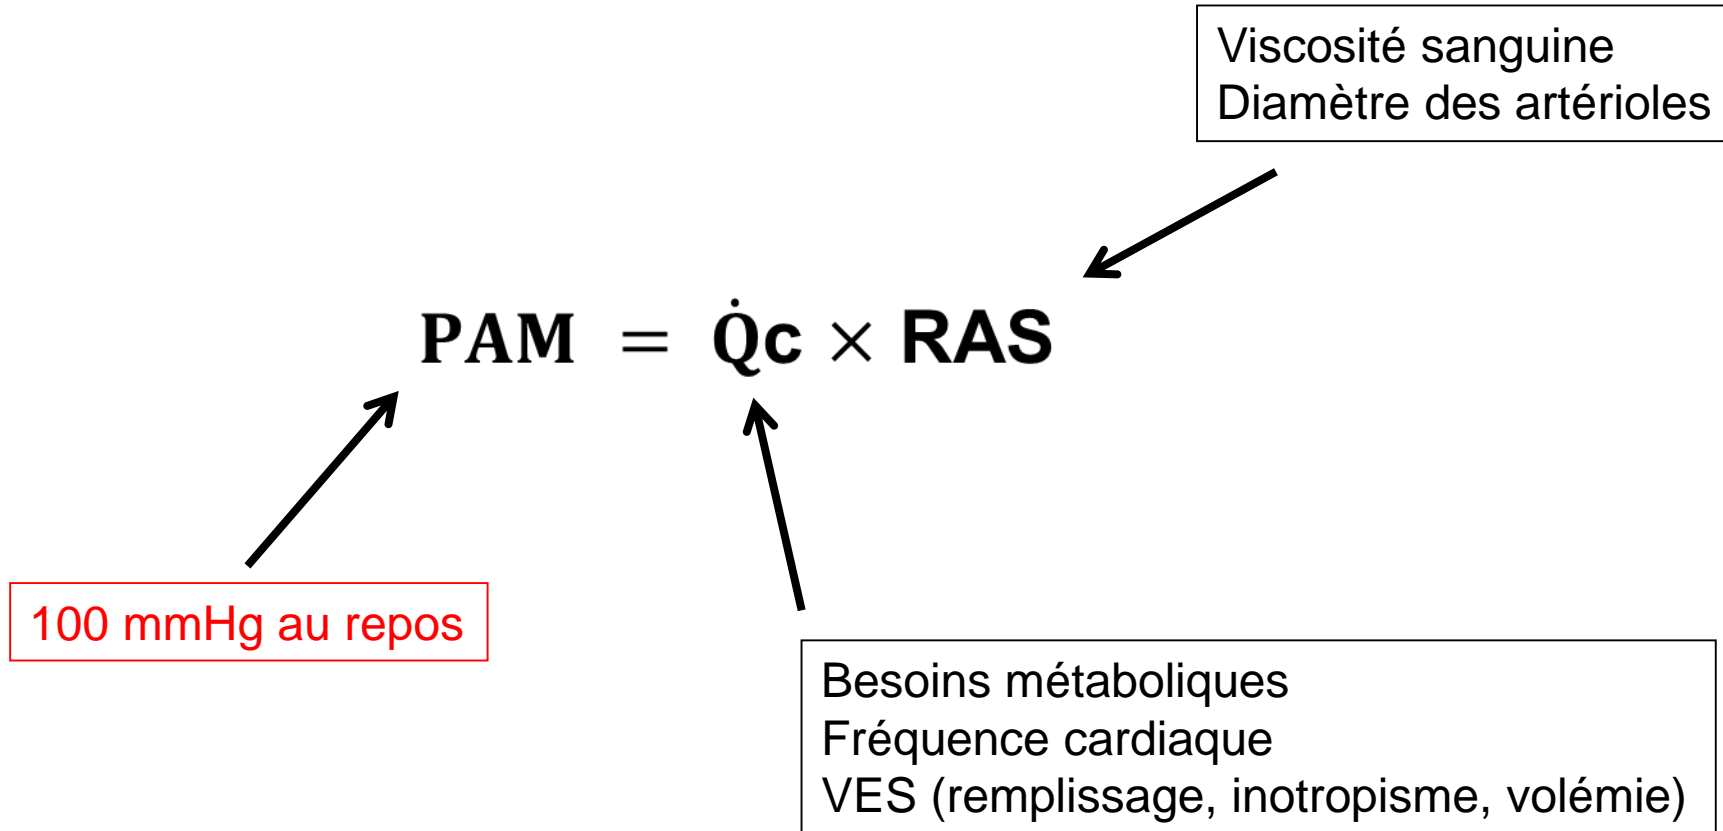 Viscosité sanguine
Diamètre des artérioles
PAM = Q̇c × RAS
100 mmHg au repos
Besoins métaboliques
Fréquence cardiaque
VES (remplissage, inotropisme, volémie)